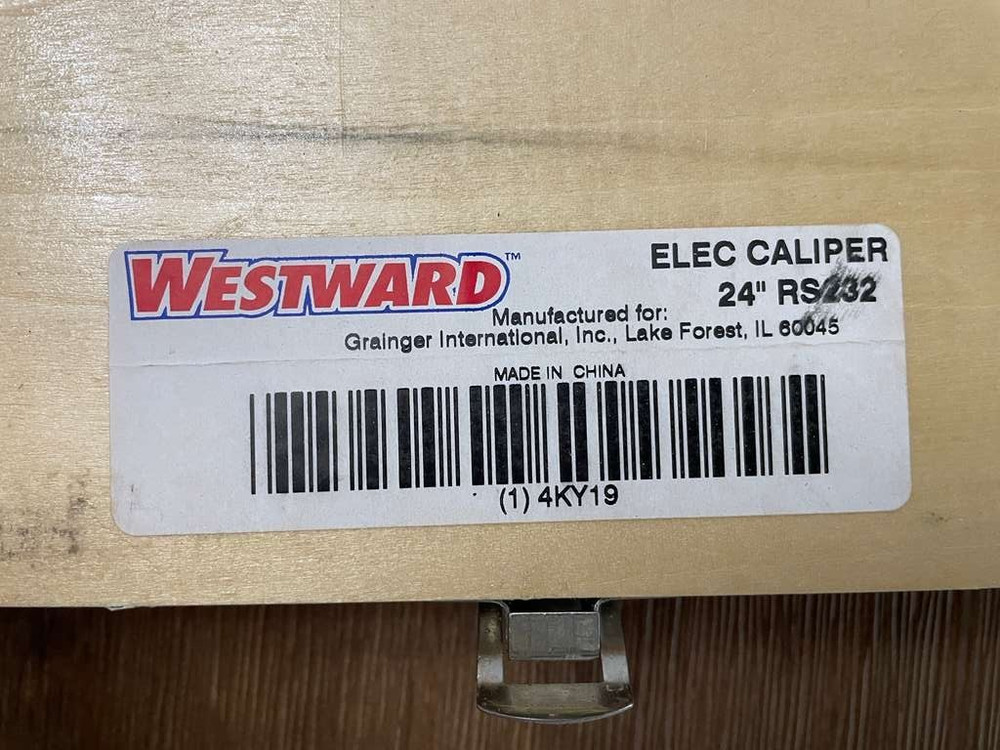 WESTWARD™
ELEC CALIPER
24" RS232
Manufactured for:
Grainger International, Inc., Lake Forest, IL 60045
MADE IN CHINA
(1) 4KY19